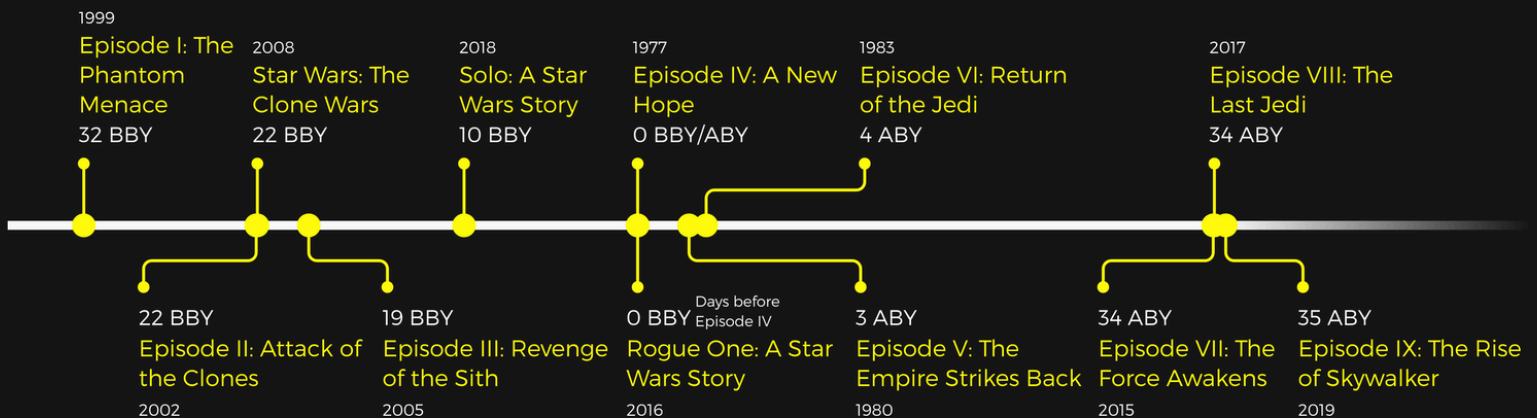 1999
Episode I: The
Phantom
Menace
32 BBY
2008
Star Wars: The
Clone Wars
22 BBY
2018
Solo: A Star
Wars Story
10 BBY
1977
Episode IV: A New
Hope
0 BBY/ABY
1983
Episode VI: Return
of the Jedi
4 ABY
2017
Episode VIII: The
Last Jedi
34 ABY
22 BBY
Episode II: Attack of
the Clones
2002
19 BBY
Episode III: Revenge
of the Sith
2005
0 BBY
Days before
Episode IV
Rogue One: A Star
Wars Story
2016
3 ABY
Episode V: The
Empire Strikes Back
1980
34 ABY
Episode VII: The
Force Awakens
2015
35 ABY
Episode IX: The Rise
of Skywalker
2019